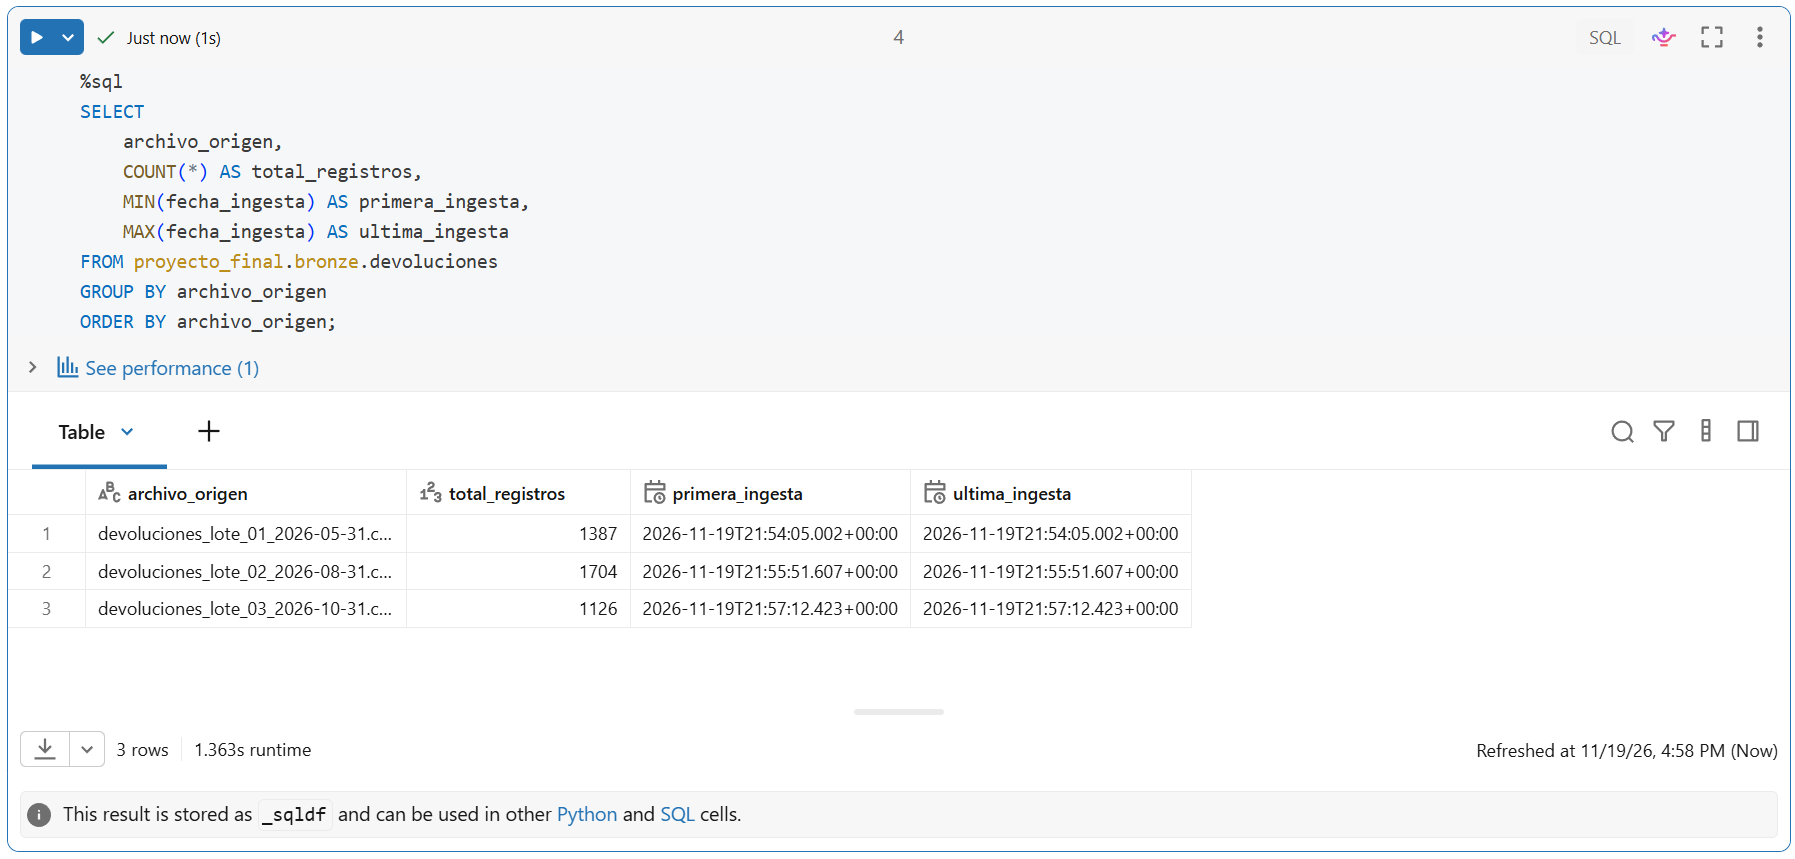 Just now (1s)
4
SQL
%sql
SELECT
archivo_origen,
COUNT(*) AS total_registros,
MIN(fecha_ingesta) AS primera_ingesta,
MAX(fecha_ingesta) AS ultima_ingesta
FROM proyecto_final.bronze.devoluciones
GROUP BY archivo_origen
ORDER BY archivo_origen;
See performance (1)
Table
archivo_origen total_registros primera_ingesta ultima_ingesta
1 devoluciones_lote_01_2026-05-31.c... 1387 2026-11-19T21:54:05.002+00:00 2026-11-19T21:54:05.002+00:00
2 devoluciones_lote_02_2026-08-31.c... 1704 2026-11-19T21:55:51.607+00:00 2026-11-19T21:55:51.607+00:00
3 devoluciones_lote_03_2026-10-31.c... 1126 2026-11-19T21:57:12.423+00:00 2026-11-19T21:57:12.423+00:00
3 rows 1.363s runtime
Refreshed at 11/19/26, 4:58 PM (Now)
This result is stored as _sqldf and can be used in other Python and SQL cells.